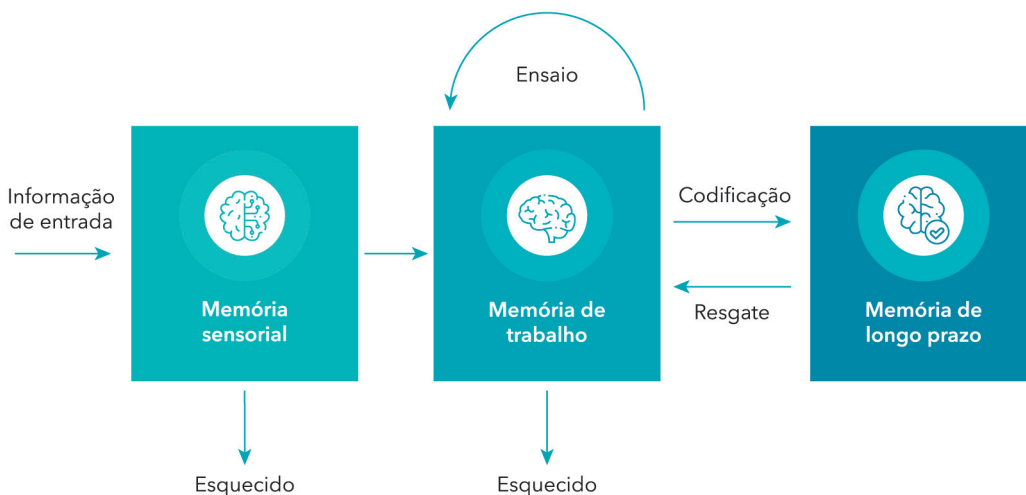 Ensaio
Informação
de entrada
Codificação
Resgate
Memória
sensorial
Memória de
trabalho
Memória de
longo prazo
Esquecido
Esquecido